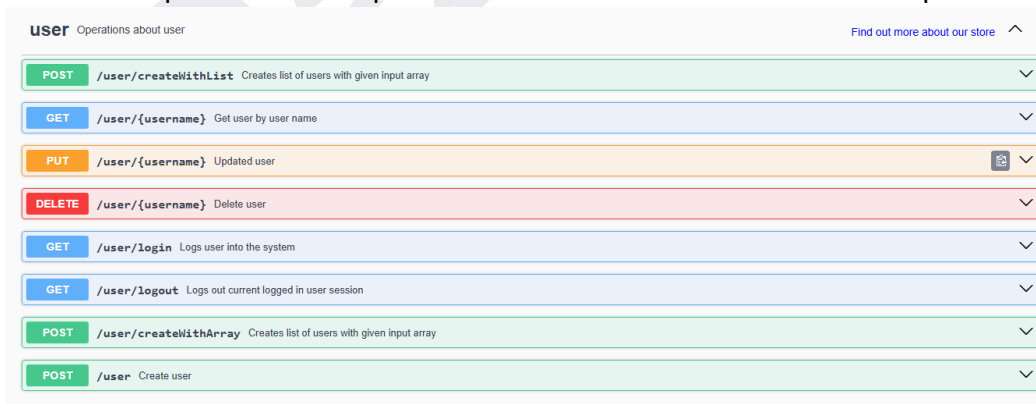 user Operations about user Find out more about our store
POST /user/createWithList Creates list of users with given input array
GET /user/{username} Get user by user name
PUT /user/{username} Updated user
DELETE /user/{username} Delete user
GET /user/login Logs user into the system
GET /user/logout Logs out current logged in user session
POST /user/createWithArray Creates list of users with given input array
POST /user Create user